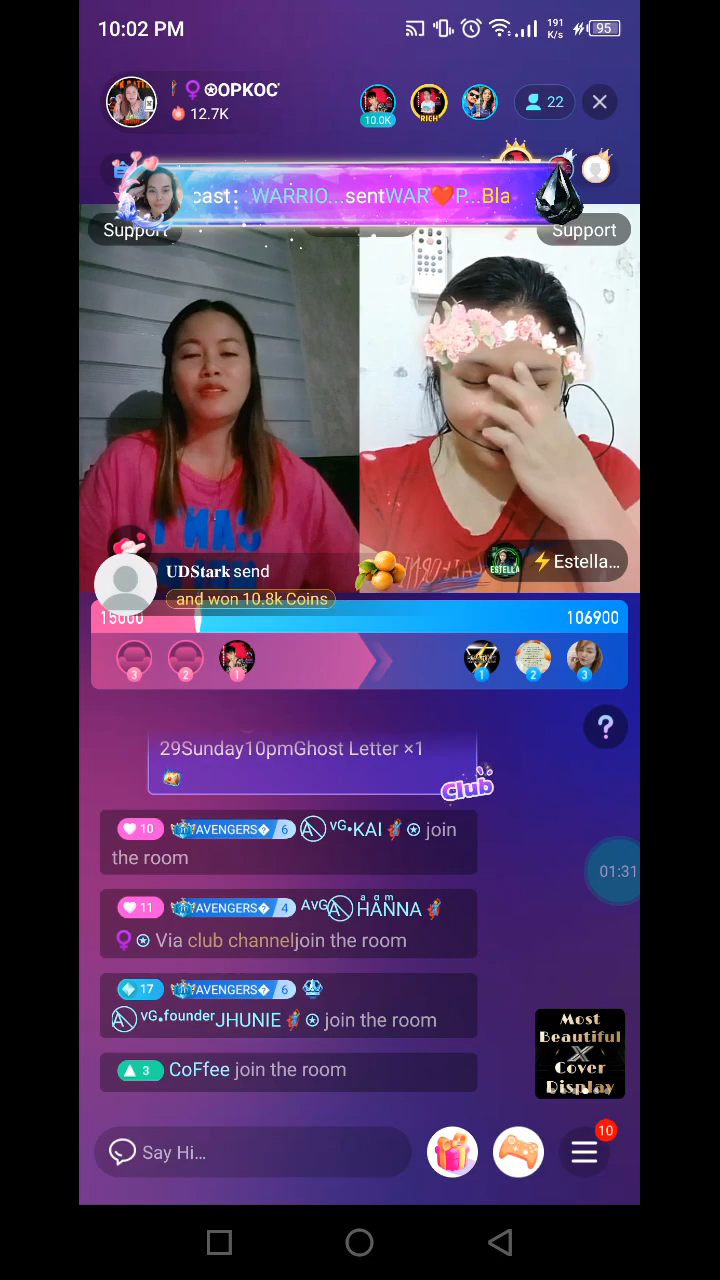 10:02 PM
191
K/s
95
⍟OPKOC
12.7K
10.0K
RICH
22
cast: WARRIO...sentWAR❤️P...Bla
Support
Support
ESTELLA
⚡Estella...
UDStark send
and won 10.8k Coins
15000
106900
3
2
1
1
2
3
29Sunday10pmGhost Letter ×1
Club
?
10 AVENGERS� 6 vG•KAI🦸⍟ join
the room
11 AVENGERS� 4 AvG HANNA🦸
♀⍟ Via club channeljoin the room
17 AVENGERS� 6
vG•founderJHUNIE🦸⍟ join the room
3 CoFfee join the room
01:31
Most
Beautiful
X
Cover
Display
Say Hi...
10